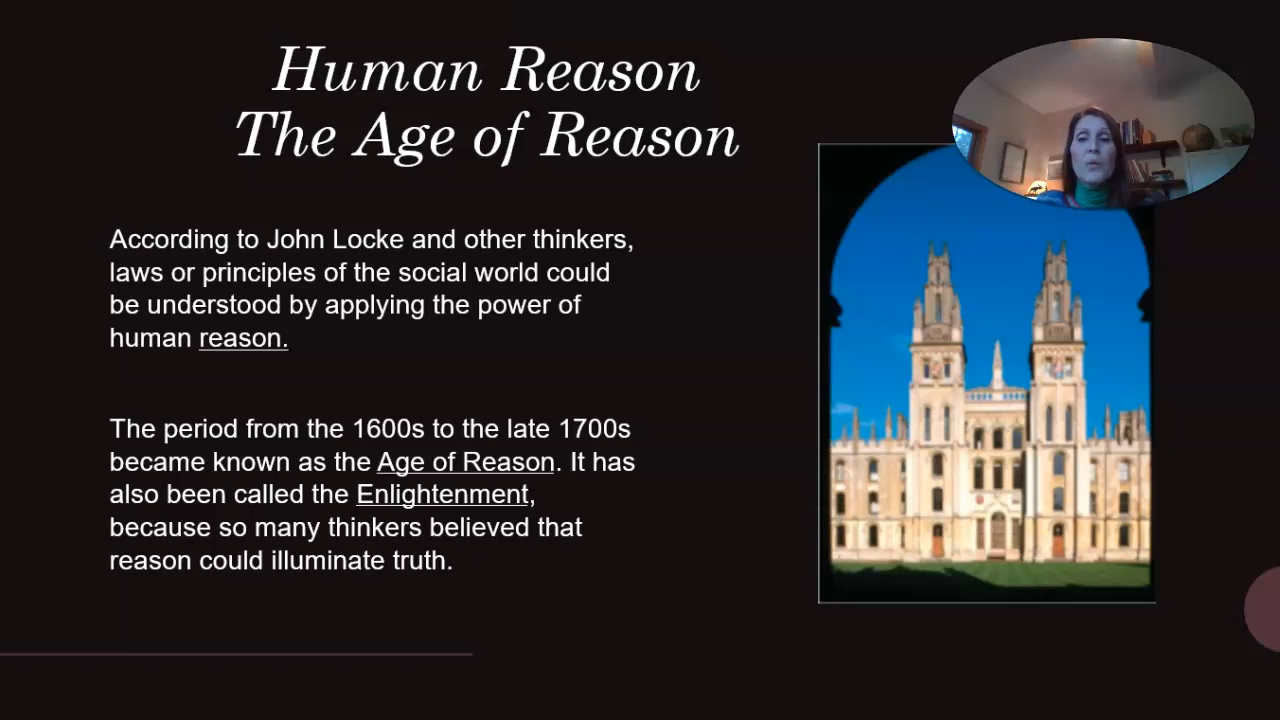 Human Reason
The Age of Reason
According to John Locke and other thinkers,
laws or principles of the social world could
be understood by applying the power of
human reason.
The period from the 1600s to the late 1700s
became known as the Age of Reason. It has
also been called the Enlightenment,
because so many thinkers believed that
reason could illuminate truth.